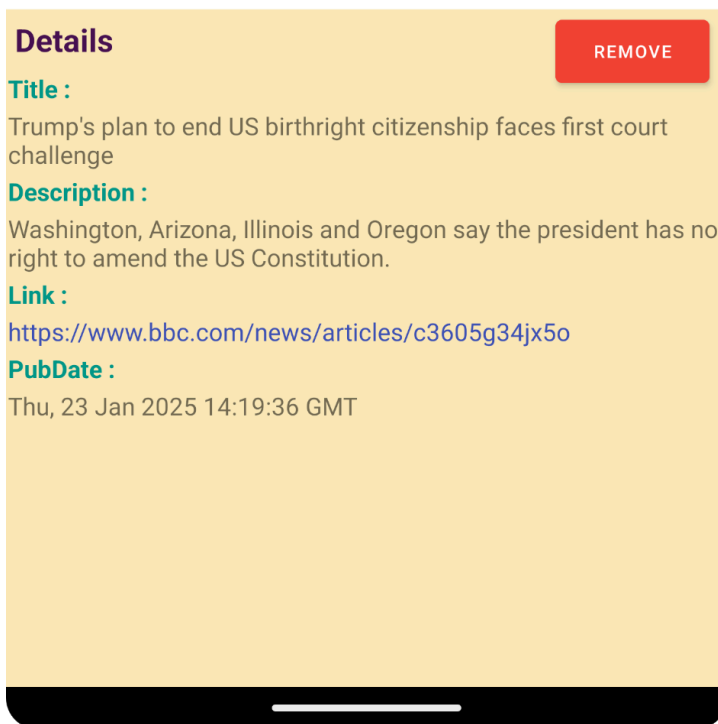 Details
REMOVE
Title :
Trump's plan to end US birthright citizenship faces first court
challenge
Description :
Washington, Arizona, Illinois and Oregon say the president has no
right to amend the US Constitution.
Link :
https://www.bbc.com/news/articles/c3605g34jx5o
PubDate :
Thu, 23 Jan 2025 14:19:36 GMT